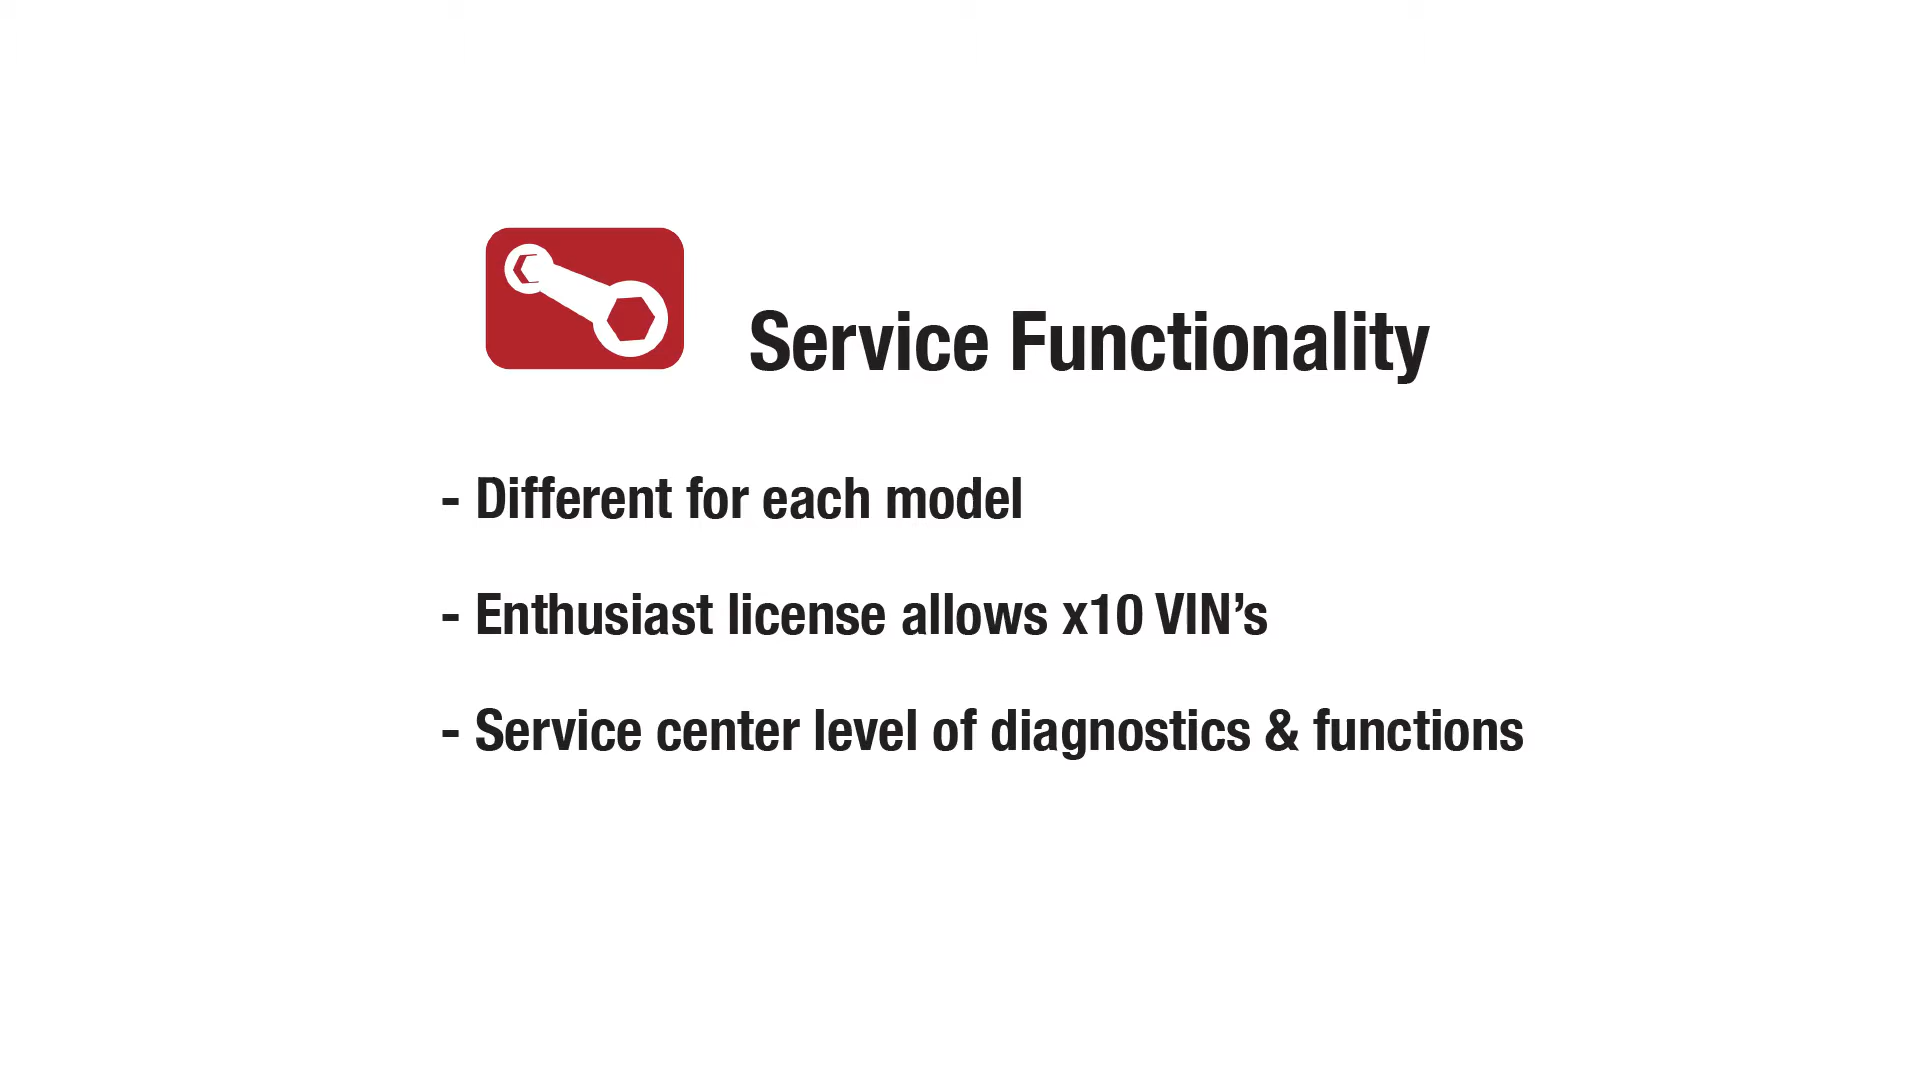 Service Functionality
- Different for each model
- Enthusiast license allows x10 VIN’s
- Service center level of diagnostics & functions